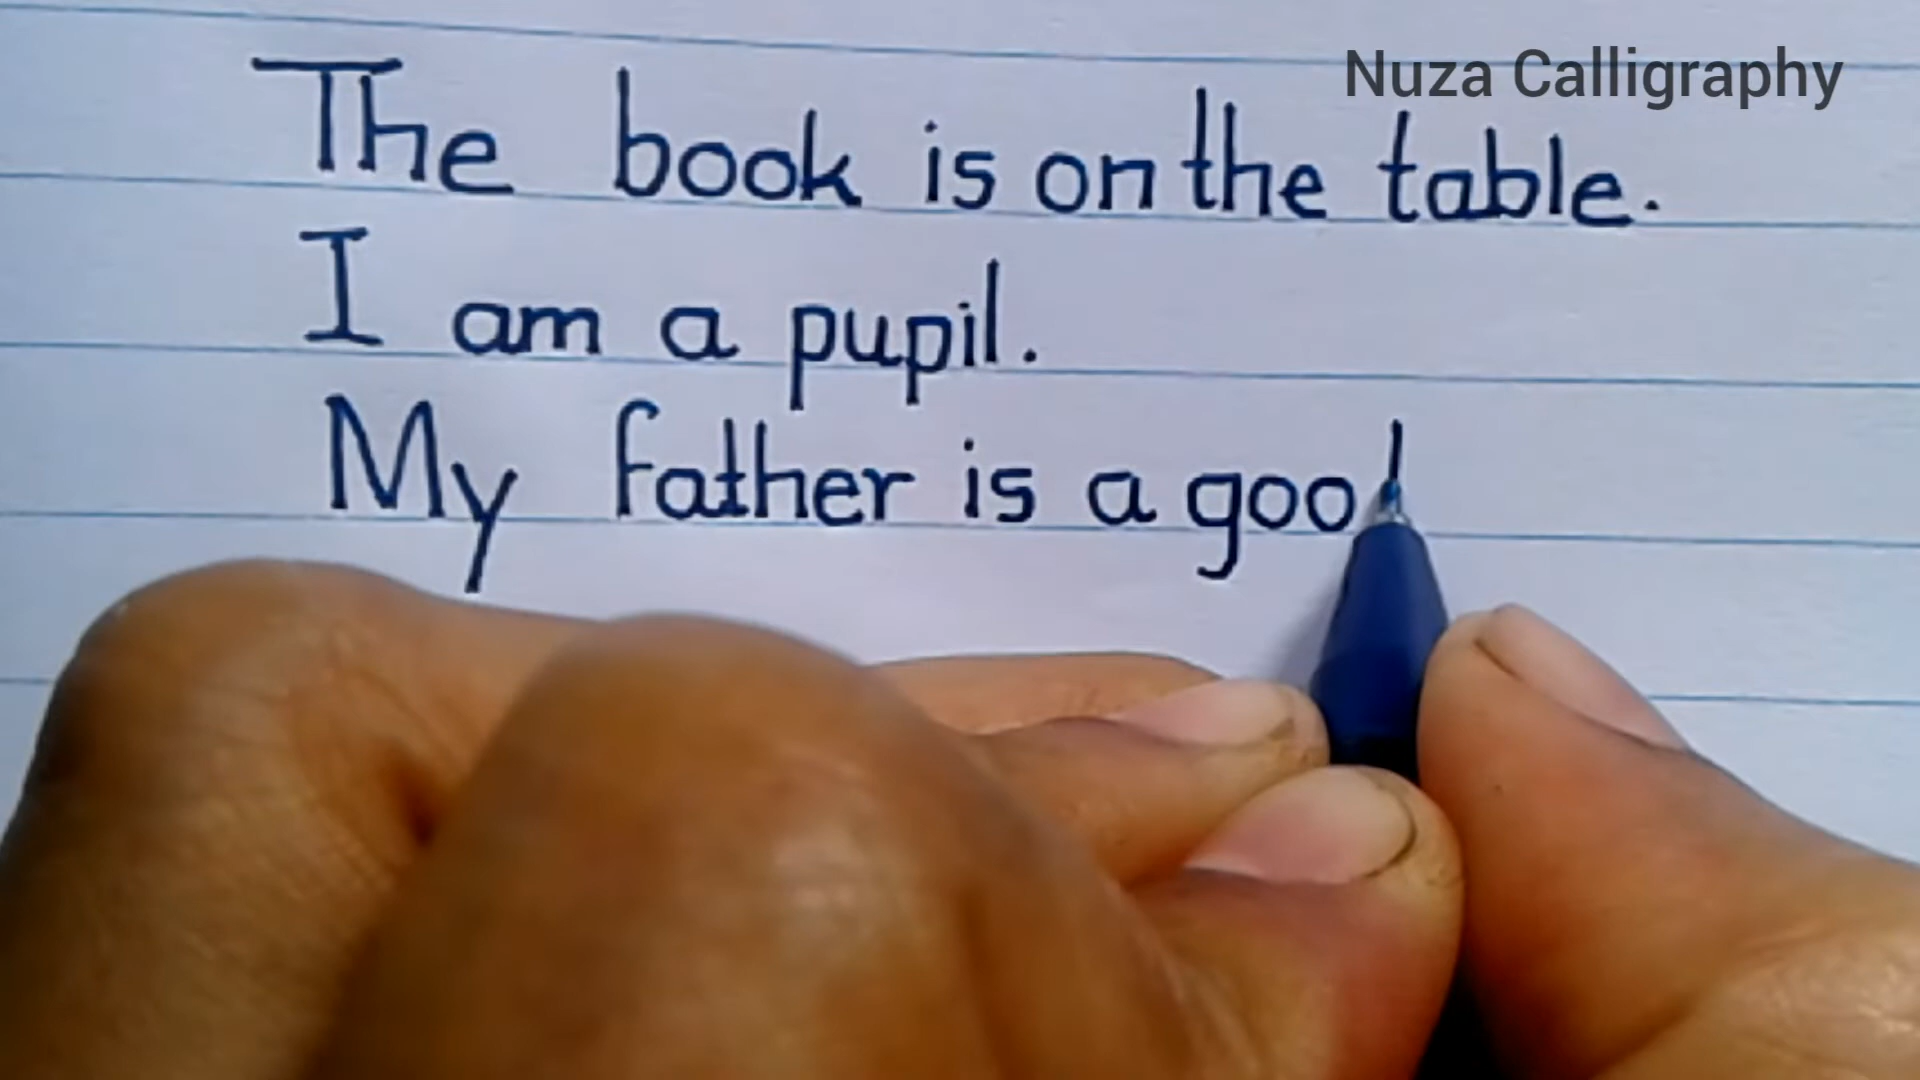 Nuza Calligraphy
The book is on the table.
I am a pupil.
My father is a goo